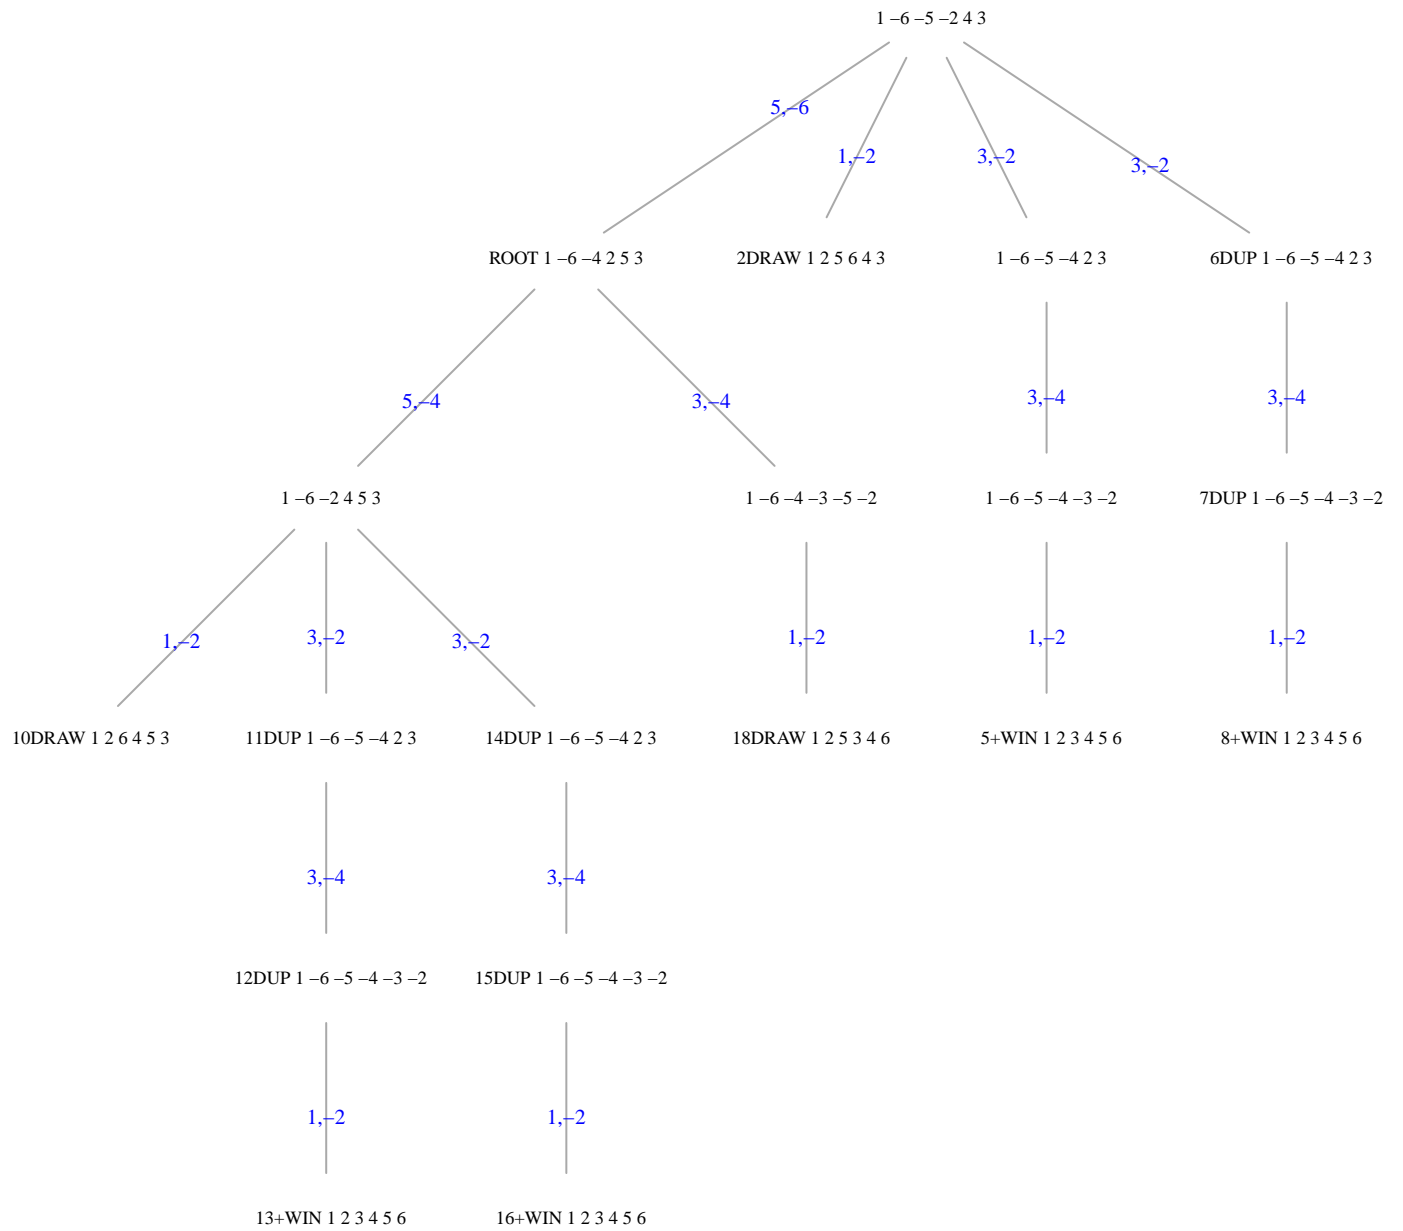 1 –6 –5 –2 4 3
5,–6
1,–2
3,–2
3,–2
ROOT 1 –6 –4 2 5 3
2DRAW 1 2 5 6 4 3
1 –6 –5 –4 2 3
6DUP 1 –6 –5 –4 2 3
5,–4
3,–4
3,–4
3,–4
1 –6 –2 4 5 3
1 –6 –4 –3 –5 –2
1 –6 –5 –4 –3 –2
7DUP 1 –6 –5 –4 –3 –2
1,–2
3,–2
3,–2
1,–2
1,–2
1,–2
10DRAW 1 2 6 4 5 3
11DUP 1 –6 –5 –4 2 3
14DUP 1 –6 –5 –4 2 3
18DRAW 1 2 5 3 4 6
5+WIN 1 2 3 4 5 6
8+WIN 1 2 3 4 5 6
3,–4
3,–4
12DUP 1 –6 –5 –4 –3 –2
15DUP 1 –6 –5 –4 –3 –2
1,–2
1,–2
13+WIN 1 2 3 4 5 6
16+WIN 1 2 3 4 5 6